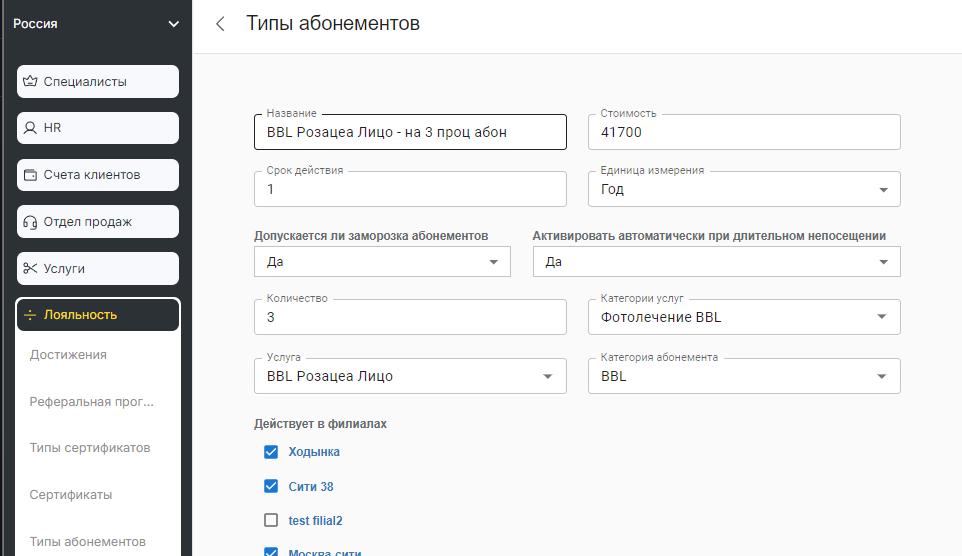 Россия
Типы абонементов
Специалисты
HR
Счета клиентов
Отдел продаж
Услуги
Лояльность
Достижения
Реферальная прог...
Типы сертификатов
Сертификаты
Типы абонементов
Название
BBL Розацеа Лицо - на 3 проц абон
Стоимость
41700
Срок действия
1
Единица измерения
Год
Допускается ли заморозка абонементов
Да
Активировать автоматически при длительном непосещении
Да
Количество
3
Категории услуг
Фотолечение BBL
Услуга
BBL Розацеа Лицо
Категория абонемента
BBL
Действует в филиалах
Ходынка
Сити 38
test filial2
Москва сити